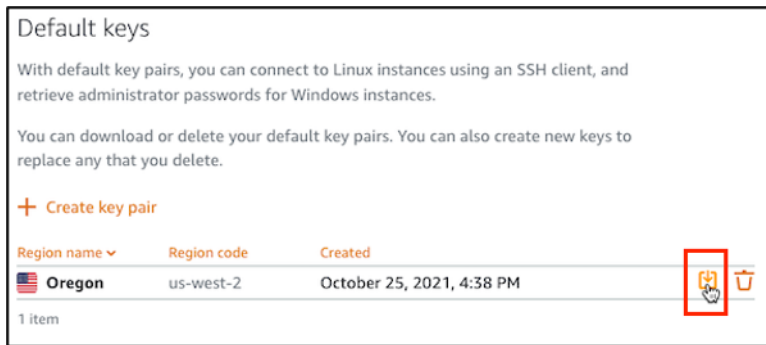 Default keys
With default key pairs, you can connect to Linux instances using an SSH client, and
retrieve administrator passwords for Windows instances.
You can download or delete your default key pairs. You can also create new keys to
replace any that you delete.
+ Create key pair
Region name Region code Created
Oregon us-west-2 October 25, 2021, 4:38 PM
1 item